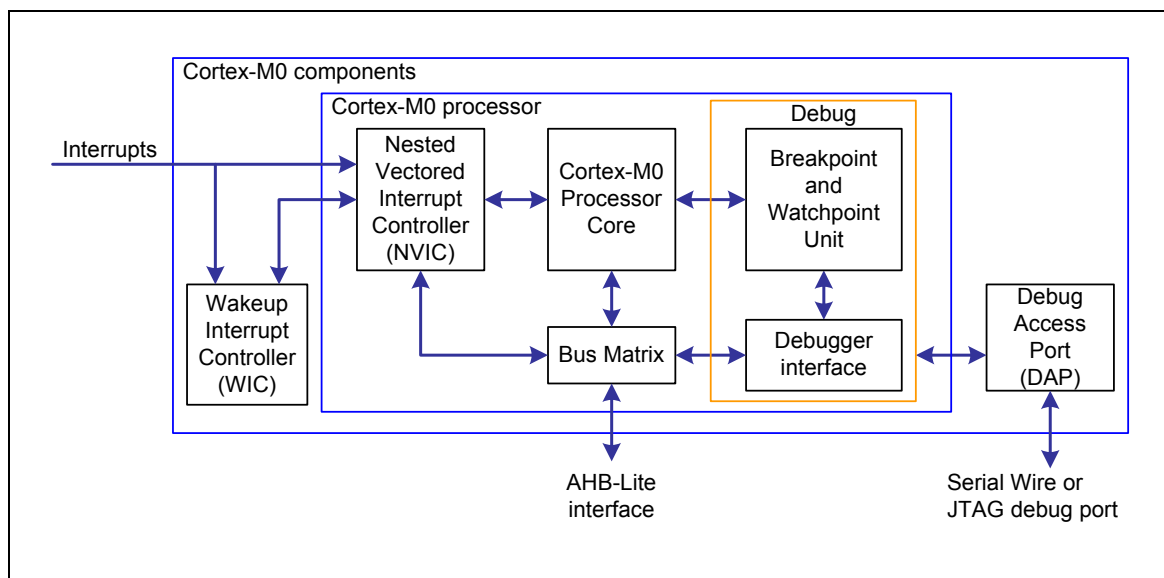 Cortex-M0 components
Cortex-M0 processor
Debug
Interrupts
Nested
Vectored
Interrupt
Controller
(NVIC)
Cortex-M0
Processor
Core
Breakpoint
and
Watchpoint
Unit
Wakeup
Interrupt
Controller
(WIC)
Bus Matrix
Debugger
interface
Debug
Access
Port
(DAP)
AHB-Lite
interface
Serial Wire or
JTAG debug port